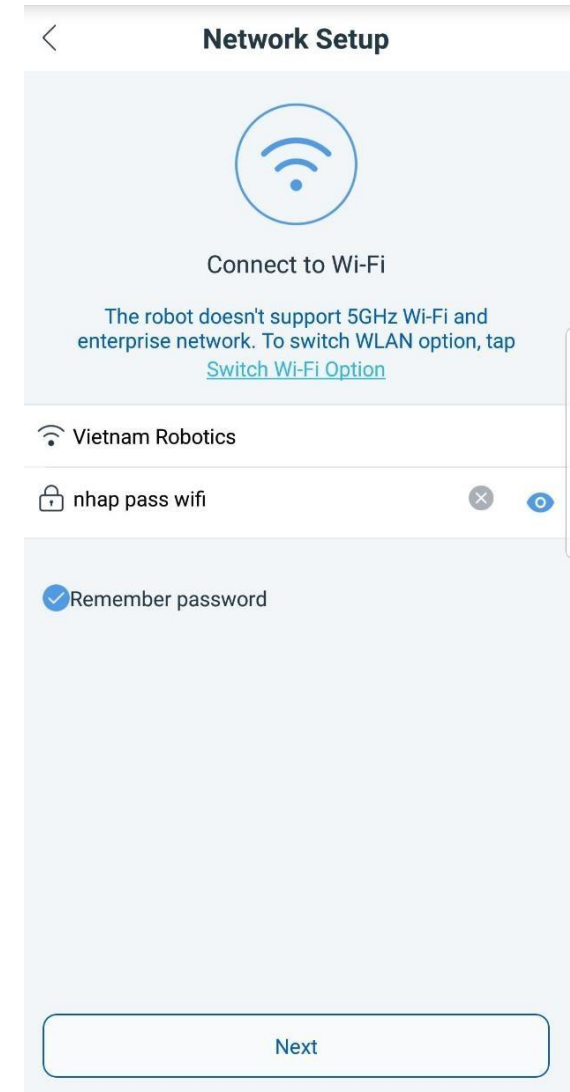 Network Setup
Connect to Wi-Fi
The robot doesn't support 5GHz Wi-Fi and
enterprise network. To switch WLAN option, tap
Switch Wi-Fi Option
Vietnam Robotics
nhap pass wifi
Remember password
Next